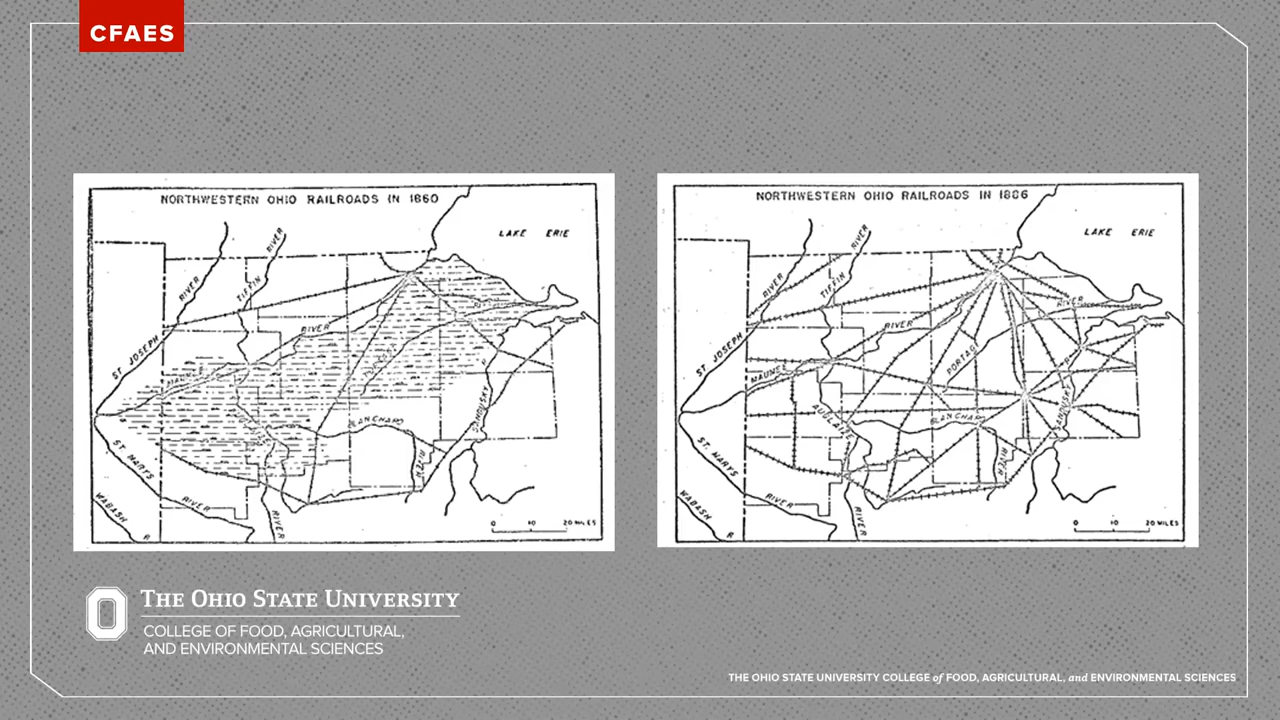 CFAES
NORTHWESTERN OHIO RAILROADS IN 1860
LAKE ERIE
RIVER
TIFFIN
RIVER
RIVER
ST JOSEPH
MAUMEE
BLANCHARD
SANDUSKY
RIVER
ST. MARYS
RIVER
WABASH
R
RIVER
0 10 20 MILES
NORTHWESTERN OHIO RAILROADS IN 1886
LAKE ERIE
RIVER
TIFFIN
RIVER
RIVER
RIVER
ST. JOSEPH
MAUMEE
PORTAGE
AUGLAIZE
BLANCHARD
SANDUSKY
RIVER
ST. MARYS
RIVER
WABASH
R
RIVER
0 10 20 MILES
THE OHIO STATE UNIVERSITY
COLLEGE OF FOOD, AGRICULTURAL,
AND ENVIRONMENTAL SCIENCES
THE OHIO STATE UNIVERSITY COLLEGE of FOOD, AGRICULTURAL, and ENVIRONMENTAL SCIENCES